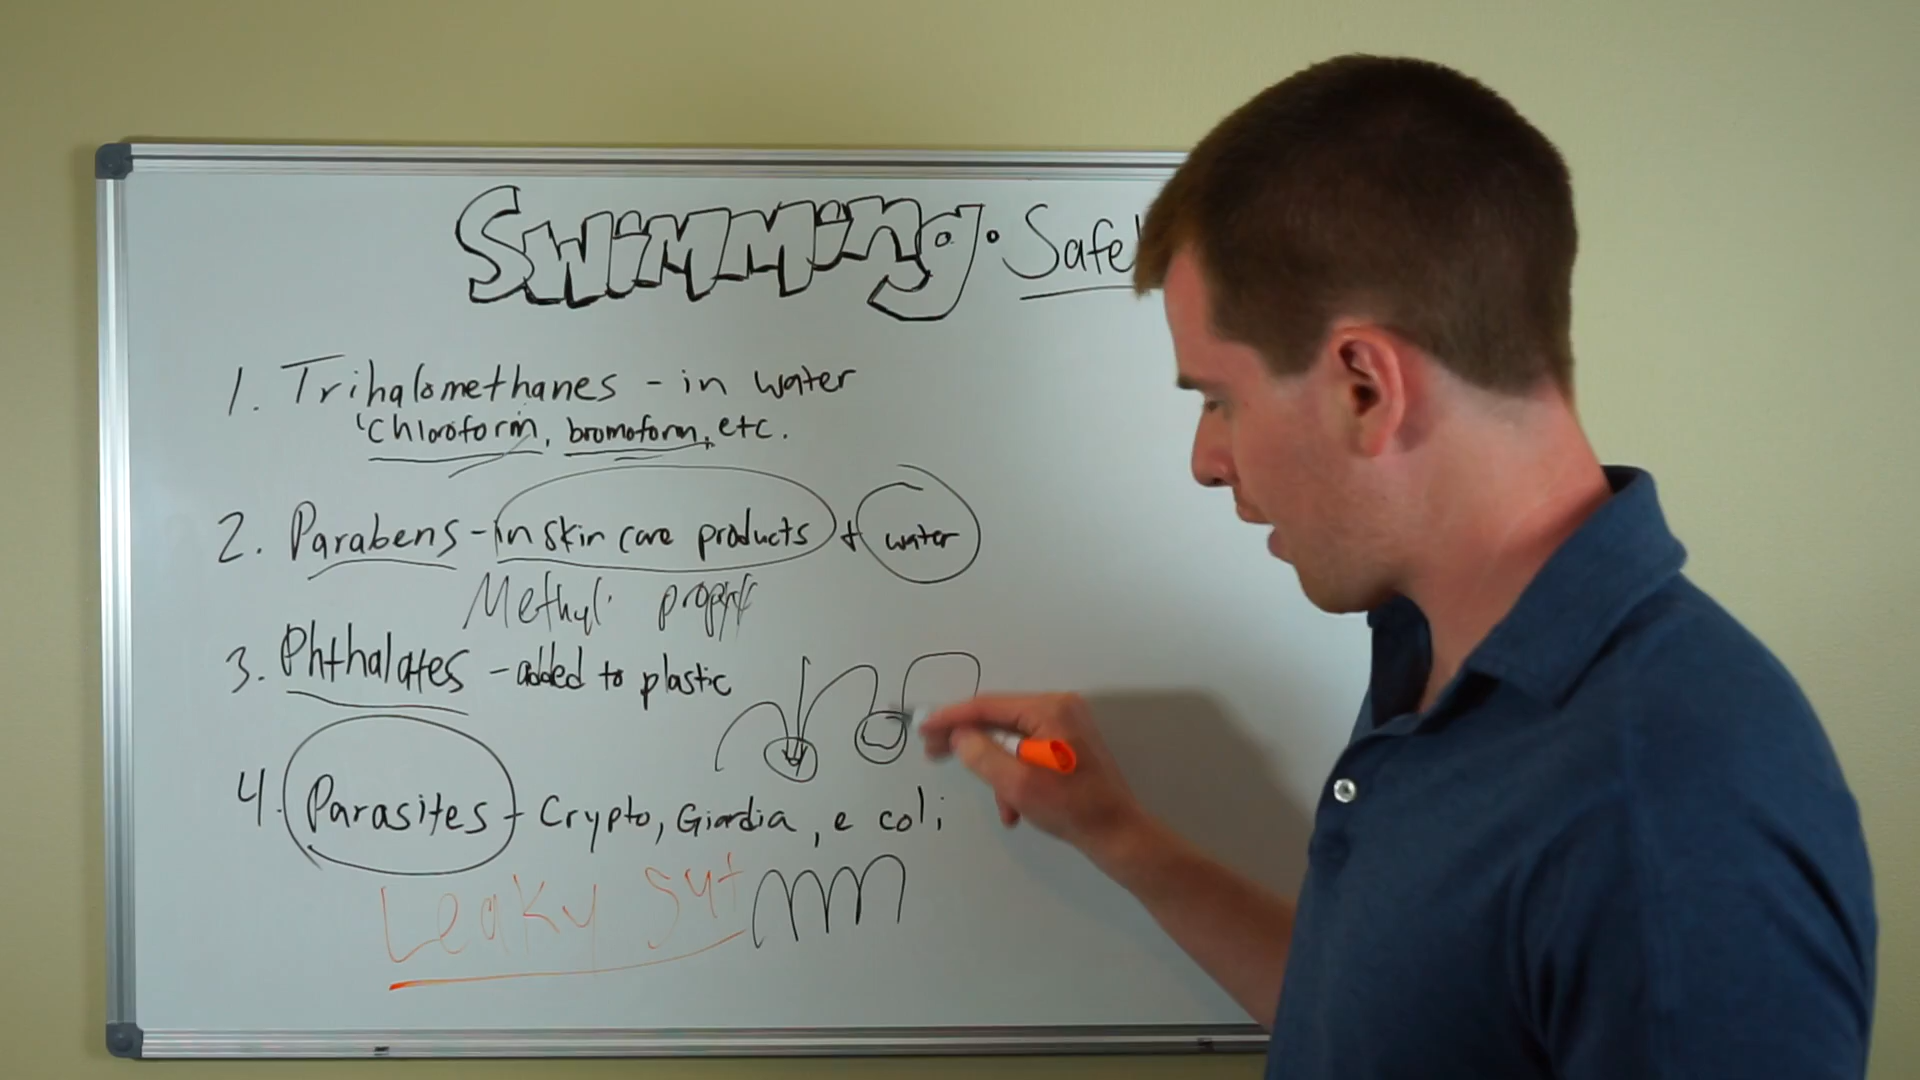 Swimming · Safe
1. Trihalomethanes - in water
chloroform, bromoform, etc.
2. Parabens - in skin care products + water
Methyl propyl
3. Phthalates - added to plastic
4. Parasites - Crypto, Giardia, e coli
Leaky gut